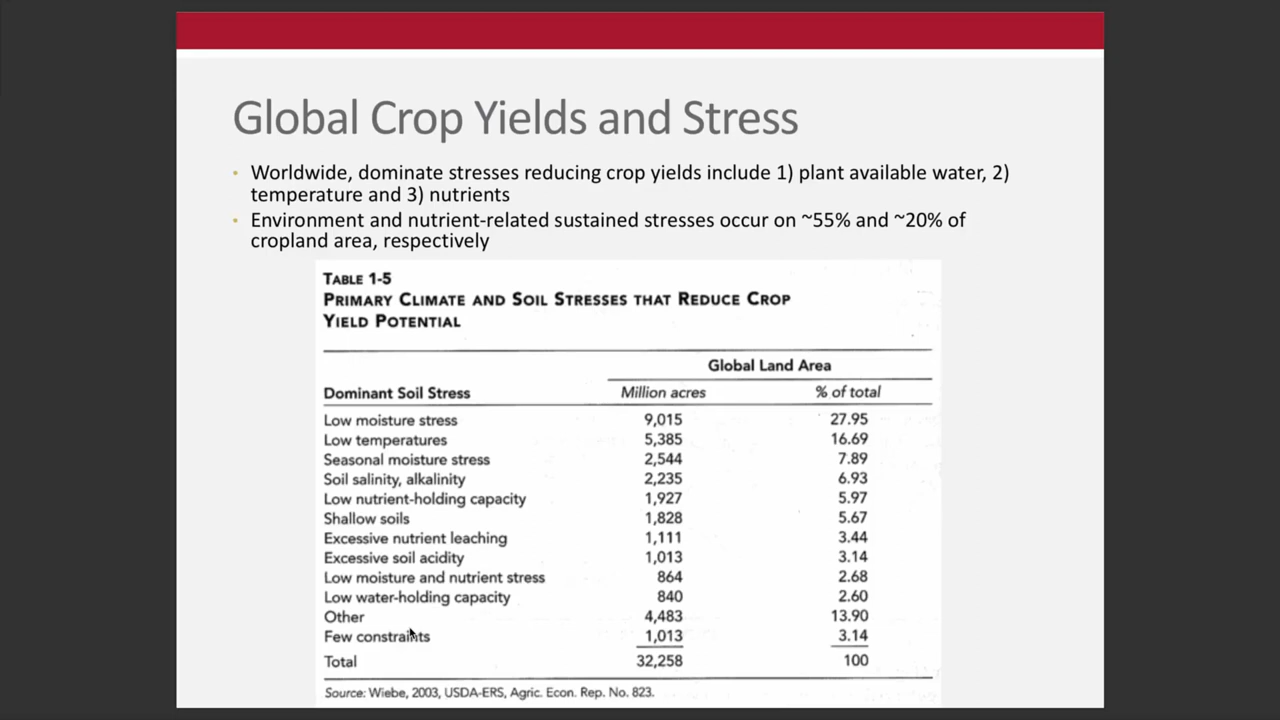 Global Crop Yields and Stress
• Worldwide, dominate stresses reducing crop yields include 1) plant available water, 2)
temperature and 3) nutrients
• Environment and nutrient-related sustained stresses occur on ~55% and ~20% of
cropland area, respectively
TABLE 1-5
PRIMARY CLIMATE AND SOIL STRESSES THAT REDUCE CROP
YIELD POTENTIAL
Global Land Area
Dominant Soil Stress Million acres % of total
Low moisture stress 9,015 27.95
Low temperatures 5,385 16.69
Seasonal moisture stress 2,544 7.89
Soil salinity, alkalinity 2,235 6.93
Low nutrient-holding capacity 1,927 5.97
Shallow soils 1,828 5.67
Excessive nutrient leaching 1,111 3.44
Excessive soil acidity 1,013 3.14
Low moisture and nutrient stress 864 2.68
Low water-holding capacity 840 2.60
Other 4,483 13.90
Few constraints 1,013 3.14
Total 32,258 100
Source: Wiebe, 2003, USDA-ERS, Agric. Econ. Rep. No. 823.